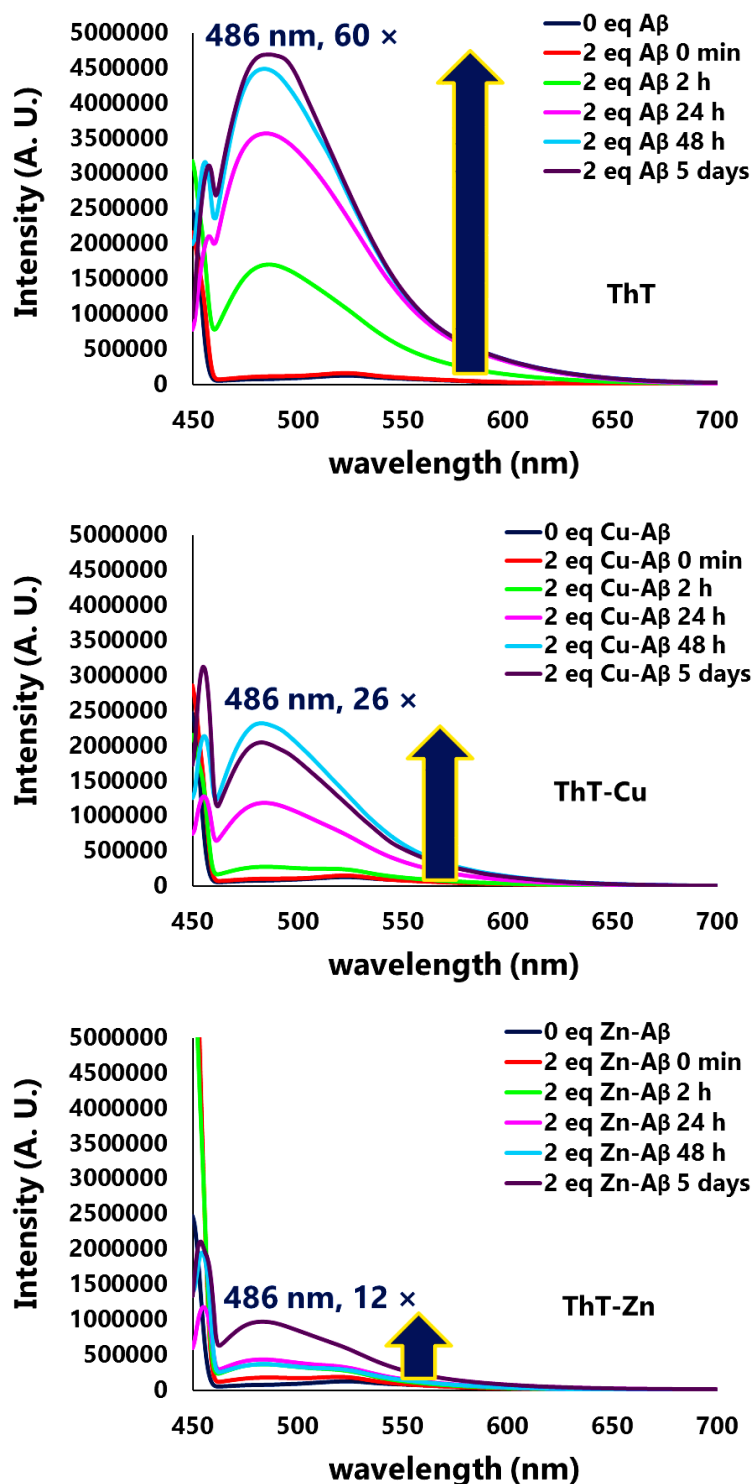 486 nm, 60 ×
0 eq Aβ
2 eq Aβ 0 min
2 eq Aβ 2 h
2 eq Aβ 24 h
2 eq Aβ 48 h
2 eq Aβ 5 days
ThT
Intensity (A. U.)
5000000
4500000
4000000
3500000
3000000
2500000
2000000
1500000
1000000
500000
0
450 500 550 600 650 700
wavelength (nm)
0 eq Cu-Aβ
2 eq Cu-Aβ 0 min
2 eq Cu-Aβ 2 h
2 eq Cu-Aβ 24 h
2 eq Cu-Aβ 48 h
2 eq Cu-Aβ 5 days
486 nm, 26 ×
ThT-Cu
Intensity (A. U.)
5000000
4500000
4000000
3500000
3000000
2500000
2000000
1500000
1000000
500000
0
450 500 550 600 650 700
wavelength (nm)
0 eq Zn-Aβ
2 eq Zn-Aβ 0 min
2 eq Zn-Aβ 2 h
2 eq Zn-Aβ 24 h
2 eq Zn-Aβ 48 h
2 eq Zn-Aβ 5 days
486 nm, 12 ×
ThT-Zn
Intensity (A. U.)
5000000
4500000
4000000
3500000
3000000
2500000
2000000
1500000
1000000
500000
0
450 500 550 600 650 700
wavelength (nm)